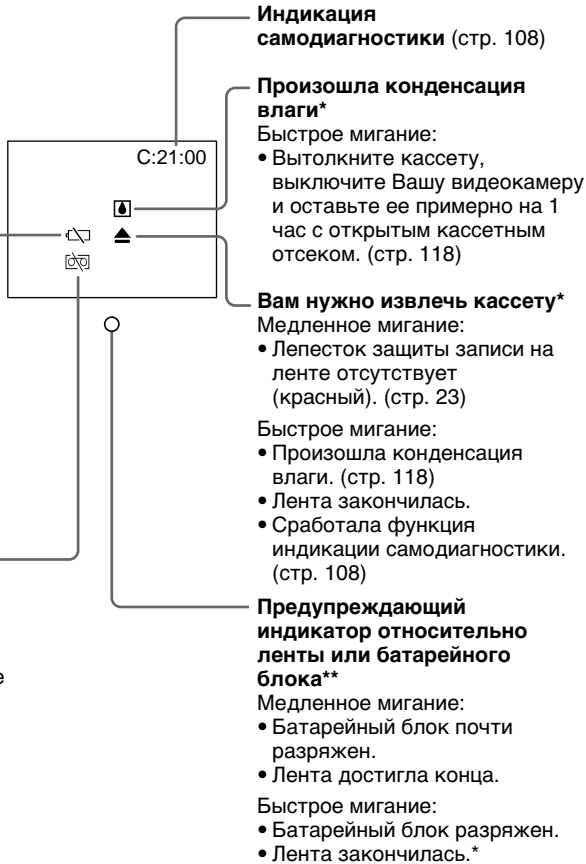 Индикация
самодиагностики (стр. 108)
Произошла конденсация
влаги*
Быстрое мигание:
• Вытолкните кассету,
выключите Вашу видеокамеру
и оставьте ее примерно на 1
час с открытым кассетным
отсеком. (стр. 118)
C:21:00
Вам нужно извлечь кассету*
Медленное мигание:
• Лепесток защиты записи на
ленте отсутствует
(красный). (стр. 23)
Быстрое мигание:
• Произошла конденсация
влаги. (стр. 118)
• Лента закончилась.
• Сработала функция
индикации самодиагностики.
(стр. 108)
Предупреждающий
индикатор относительно
ленты или батарейного
блока**
Медленное мигание:
• Батарейный блок почти
разряжен.
• Лента достигла конца.
Быстрое мигание:
• Батарейный блок разряжен.
• Лента закончилась.*
е